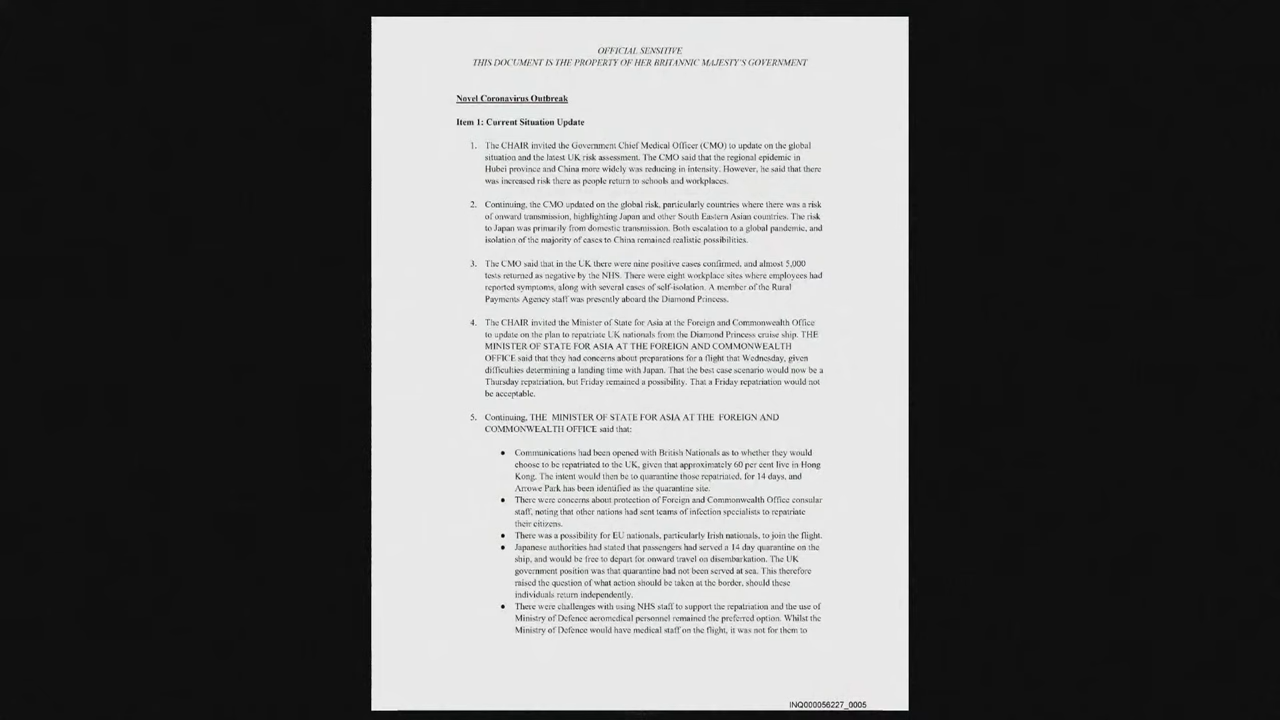 OFFICIAL SENSITIVE
THIS DOCUMENT IS THE PROPERTY OF HER BRITANNIC MAJESTY'S GOVERNMENT
Novel Coronavirus Outbreak
Item 1: Current Situation Update
1. The CHAIR invited the Government Chief Medical Officer (CMO) to update on the global
situation and the latest UK risk assessment. The CMO said that the regional epidemic in
Hubei province and China more widely was reducing in intensity. However, he said that there
was increased risk there as people return to schools and workplaces.
2. Continuing, the CMO updated on the global risk, particularly countries where there was a risk
of onward transmission, highlighting Japan and other South Eastern Asian countries. The risk
to Japan was primarily from domestic transmission. Both escalation to a global pandemic, and
isolation of the majority of cases to China remained realistic possibilities.
3. The CMO said that in the UK there were nine positive cases confirmed, and almost 5,000
tests returned as negative by the NHS. There were eight workplace sites where employees had
reported symptoms, along with several cases of self-isolation. A member of the Rural
Payments Agency staff was presently aboard the Diamond Princess.
4. The CHAIR invited the Minister of State for Asia at the Foreign and Commonwealth Office
to update on the plan to repatriate UK nationals from the Diamond Princess cruise ship. THE
MINISTER OF STATE FOR ASIA AT THE FOREIGN AND COMMONWEALTH
OFFICE said that they had concerns about preparations for a flight that Wednesday, given
difficulties determining a landing time with Japan. That the best case scenario would now be a
Thursday repatriation, but Friday remained a possibility. That a Friday repatriation would not
be acceptable.
5. Continuing, THE MINISTER OF STATE FOR ASIA AT THE FOREIGN AND
COMMONWEALTH OFFICE said that:
● Communications had been opened with British Nationals as to whether they would
choose to be repatriated to the UK, given that approximately 60 per cent live in Hong
Kong. The intent would then be to quarantine those repatriated, for 14 days, and
Arrowe Park has been identified as the quarantine site.
● There were concerns about protection of Foreign and Commonwealth Office consular
staff, noting that other nations had sent teams of infection specialists to repatriate
their citizens.
● There was a possibility for EU nationals, particularly Irish nationals, to join the flight.
● Japanese authorities had stated that passengers had served a 14 day quarantine on the
ship, and would be free to depart for onward travel on disembarkation. The UK
government position was that quarantine had not been served at sea. This therefore
raised the question of what action should be taken at the border, should these
individuals return independently.
● There were challenges with using NHS staff to support the repatriation and the use of
Ministry of Defence aeromedical personnel remained the preferred option. Whilst the
Ministry of Defence would have medical staff on the flight, it was not for them to
INQ000056227_0005